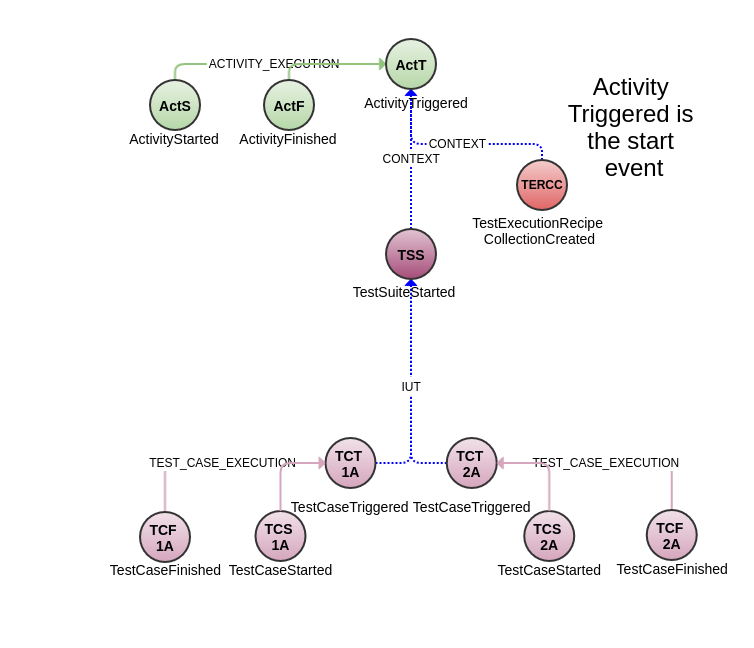 ACTIVITY_EXECUTION
ActT
ActS
ActF
ActivityTriggered
ActivityStarted
ActivityFinished
Activity
Triggered is
the start
event
CONTEXT
CONTEXT
TERCC
TestExecutionRecipe
CollectionCreated
TSS
TestSuiteStarted
IUT
TEST_CASE_EXECUTION
TCT
1A
TCT
2A
TEST_CASE_EXECUTION
TestCaseTriggered
TestCaseTriggered
TCF
1A
TCS
1A
TCS
2A
TCF
2A
TestCaseFinished
TestCaseStarted
TestCaseStarted
TestCaseFinished